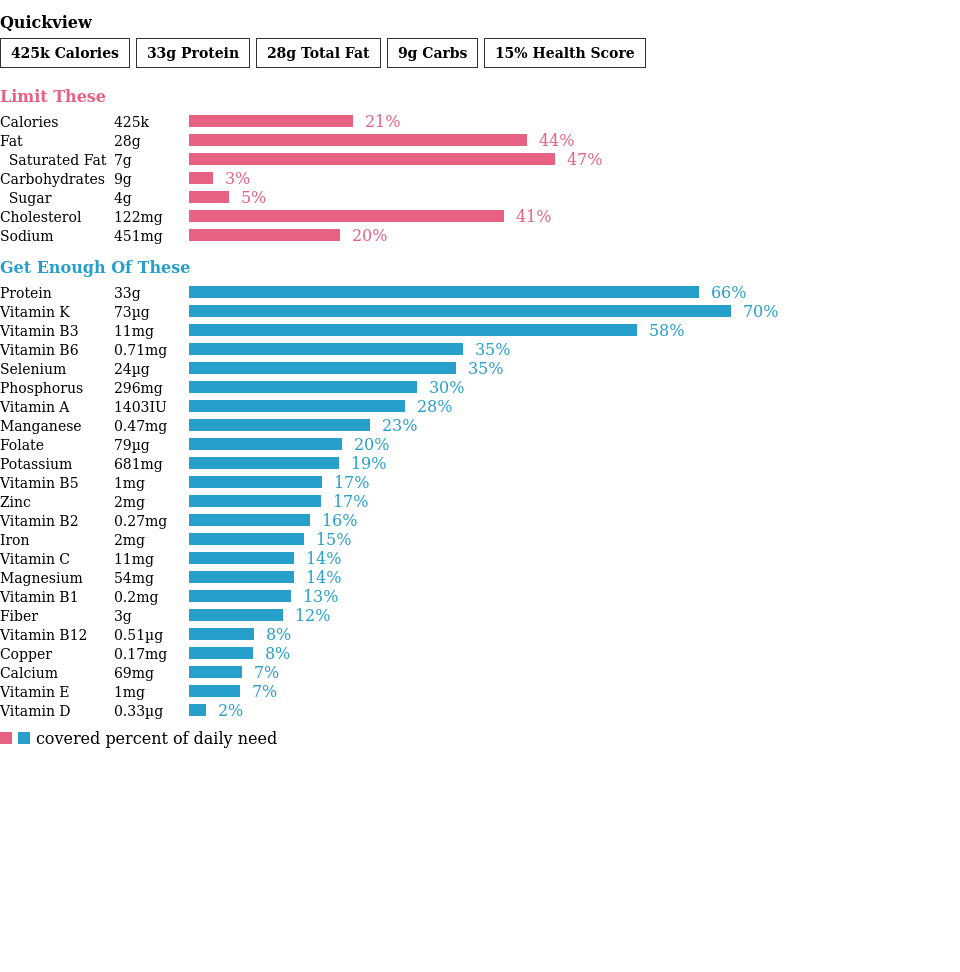 Quickview
425k Calories 33g Protein 28g Total Fat 9g Carbs 15% Health Score
Limit These
Calories 425k 21%
Fat 28g 44%
Saturated Fat 7g 47%
Carbohydrates 9g 3%
Sugar 4g 5%
Cholesterol 122mg 41%
Sodium 451mg 20%
Get Enough Of These
Protein 33g 66%
Vitamin K 73µg 70%
Vitamin B3 11mg 58%
Vitamin B6 0.71mg 35%
Selenium 24µg 35%
Phosphorus 296mg 30%
Vitamin A 1403IU 28%
Manganese 0.47mg 23%
Folate 79µg 20%
Potassium 681mg 19%
Vitamin B5 1mg 17%
Zinc 2mg 17%
Vitamin B2 0.27mg 16%
Iron 2mg 15%
Vitamin C 11mg 14%
Magnesium 54mg 14%
Vitamin B1 0.2mg 13%
Fiber 3g 12%
Vitamin B12 0.51µg 8%
Copper 0.17mg 8%
Calcium 69mg 7%
Vitamin E 1mg 7%
Vitamin D 0.33µg 2%
covered percent of daily need